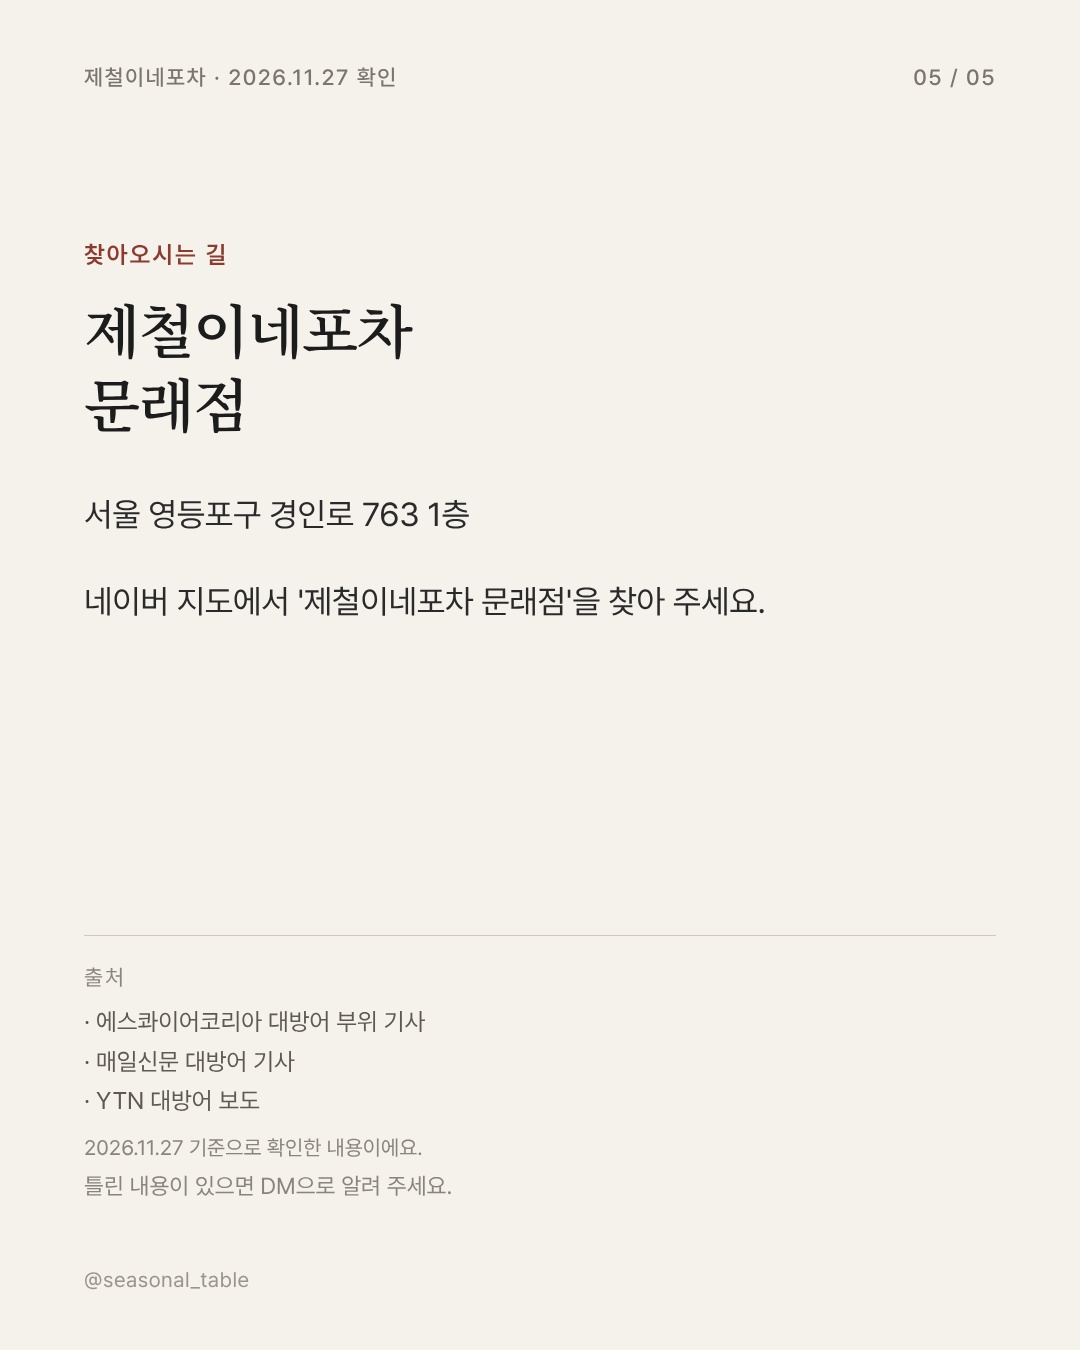 제철이네포차 · 2026.11.27 확인
05 / 05
찾아오시는 길
제철이네포차
문래점
서울 영등포구 경인로 763 1층
네이버 지도에서 '제철이네포차 문래점'을 찾아 주세요.
출처
· 에스콰이어코리아 대방어 부위 기사
· 매일신문 대방어 기사
· YTN 대방어 보도
2026.11.27 기준으로 확인한 내용이에요.
틀린 내용이 있으면 DM으로 알려 주세요.
@seasonal_table